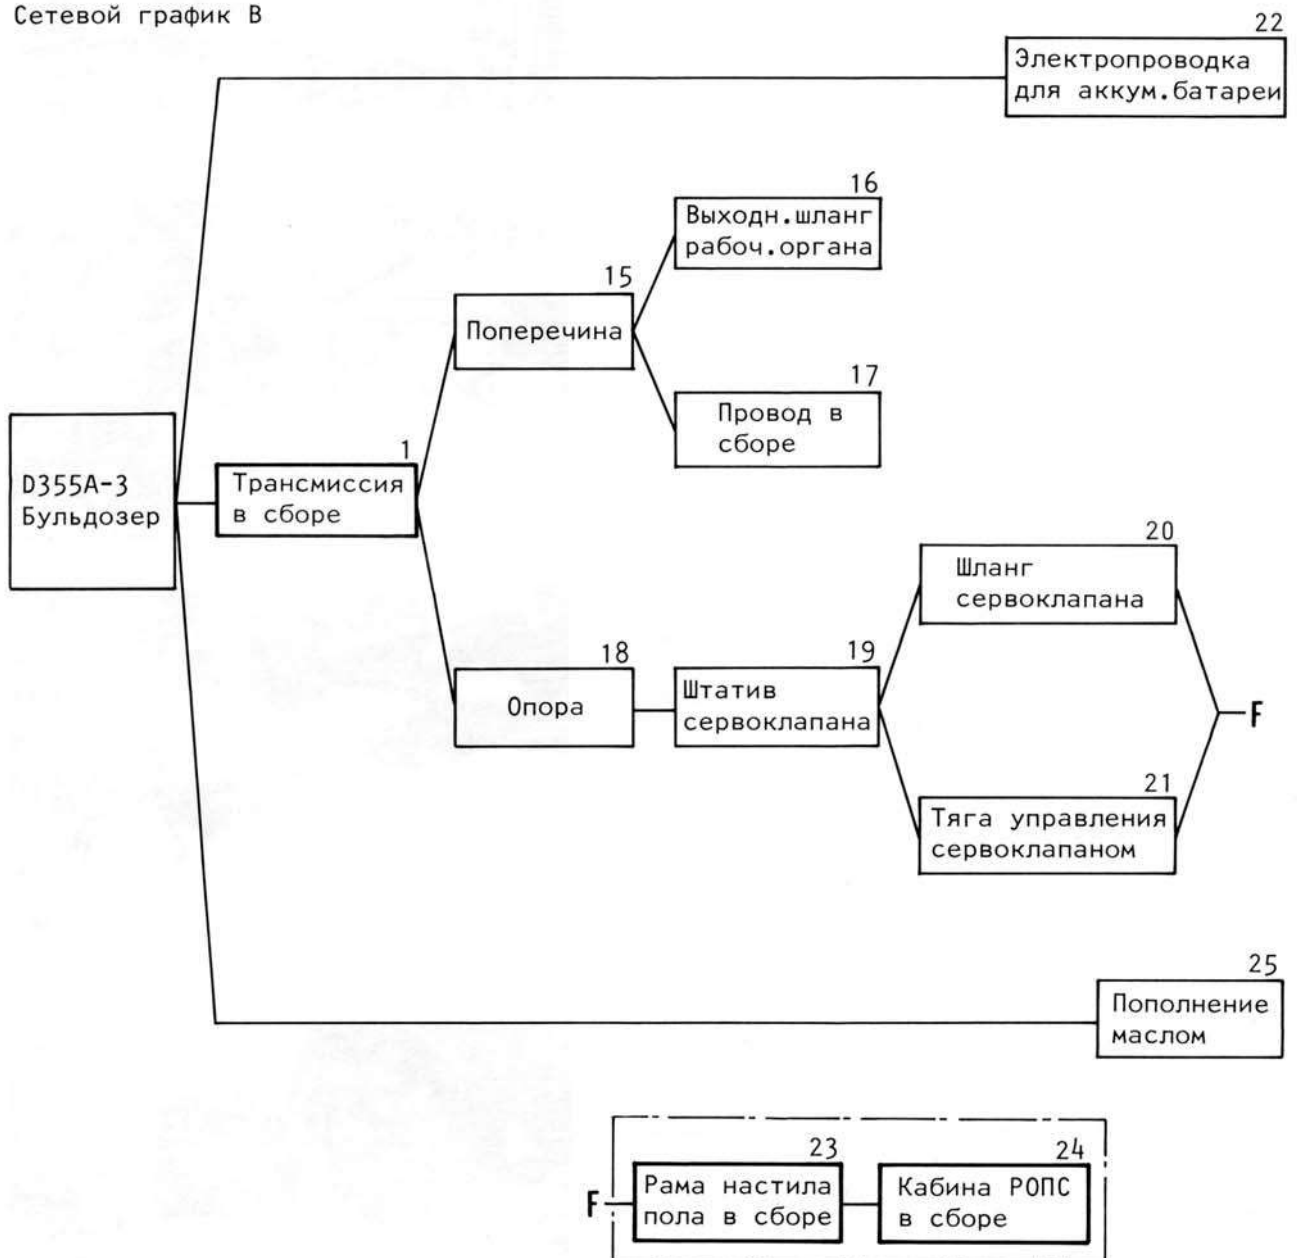 Сетевой график В
22
Электропроводка
для аккум.батареи
16
Выходн.шланг
рабоч.органа
15
Поперечина
17
Провод в
сборе
D355A-3
Бульдозер
1
Трансмиссия
в сборе
20
Шланг
сервоклапана
18
Опора
19
Штатив
сервоклапана
F
21
Тяга управления
сервоклапаном
25
Пополнение
маслом
F
23
Рама настила
пола в сборе
24
Кабина РОПС
в сборе